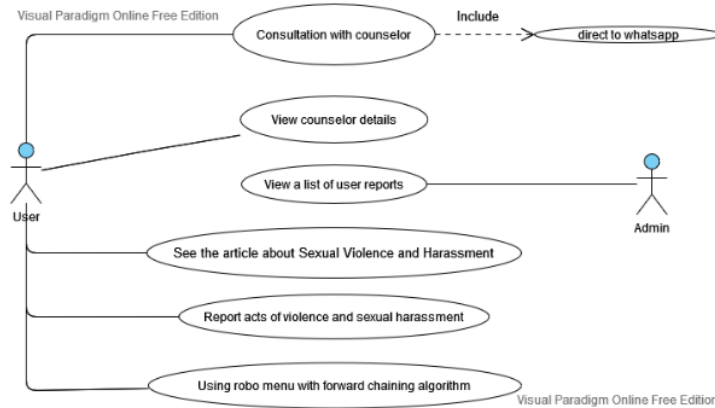 Visual Paradigm Online Free Edition
Include
Consultation with counselor
direct to whatsapp
View counselor details
View a list of user reports
User
Admin
See the article about Sexual Violence and Harassment
Report acts of violence and sexual harassment
Using robo menu with forward chaining algorithm
Visual Paradigm Online Free Edition